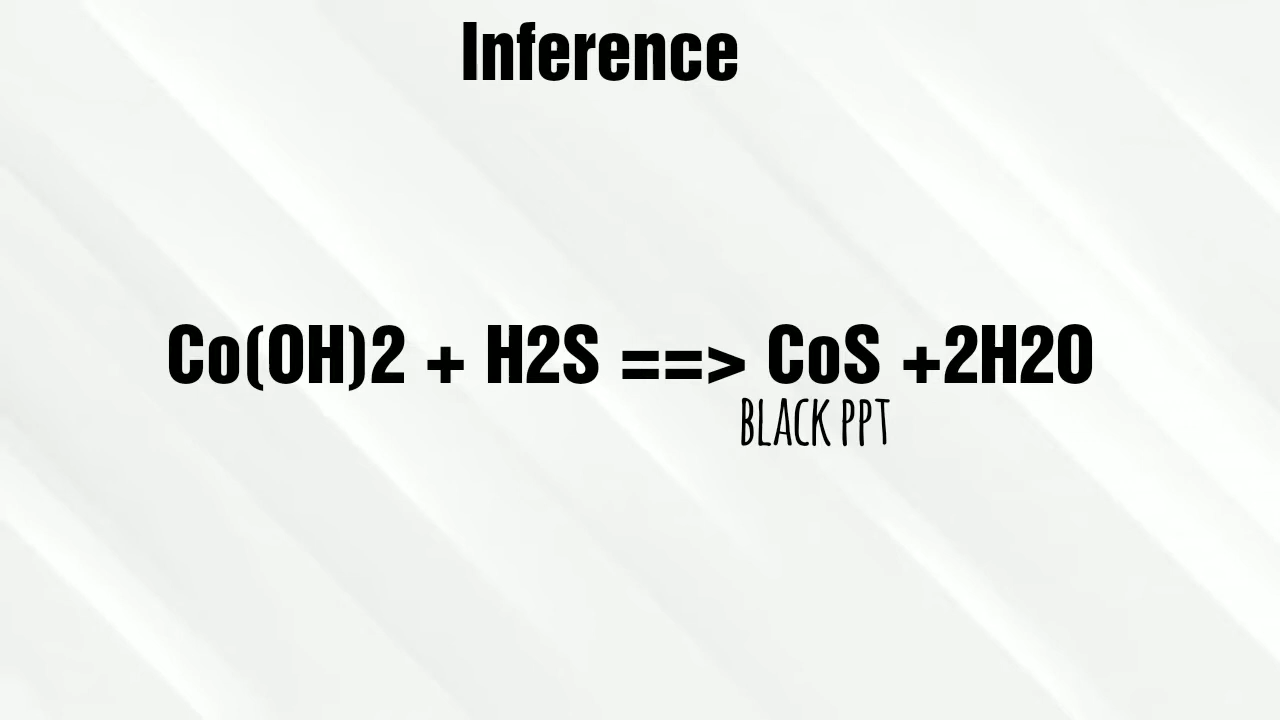 Inference
Co(OH)2 + H2S ==> CoS +2H2O
BLACK PPT